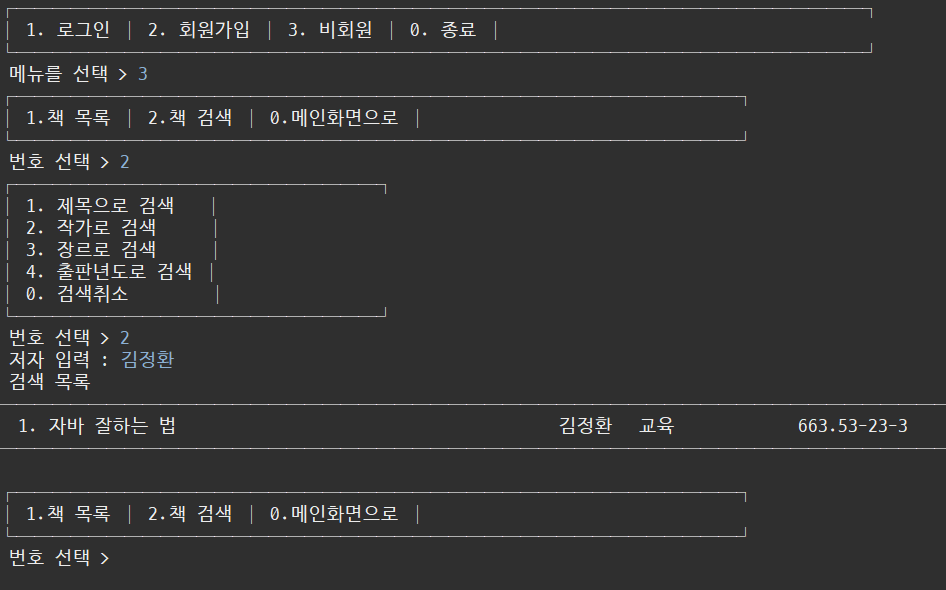 1. 로그인 | 2. 회원가입 | 3. 비회원 | 0. 종료 |
메뉴를 선택 > 3
1.책 목록 | 2.책 검색 | 0.메인화면으로 |
번호 선택 > 2
1. 제목으로 검색 |
2. 작가로 검색 |
3. 장르로 검색 |
4. 출판년도로 검색 |
0. 검색취소 |
번호 선택 > 2
저자 입력 : 김정환
검색 목록
1. 자바 잘하는 법 김정환 교육 663.53-23-3
1.책 목록 | 2.책 검색 | 0.메인화면으로 |
번호 선택 >